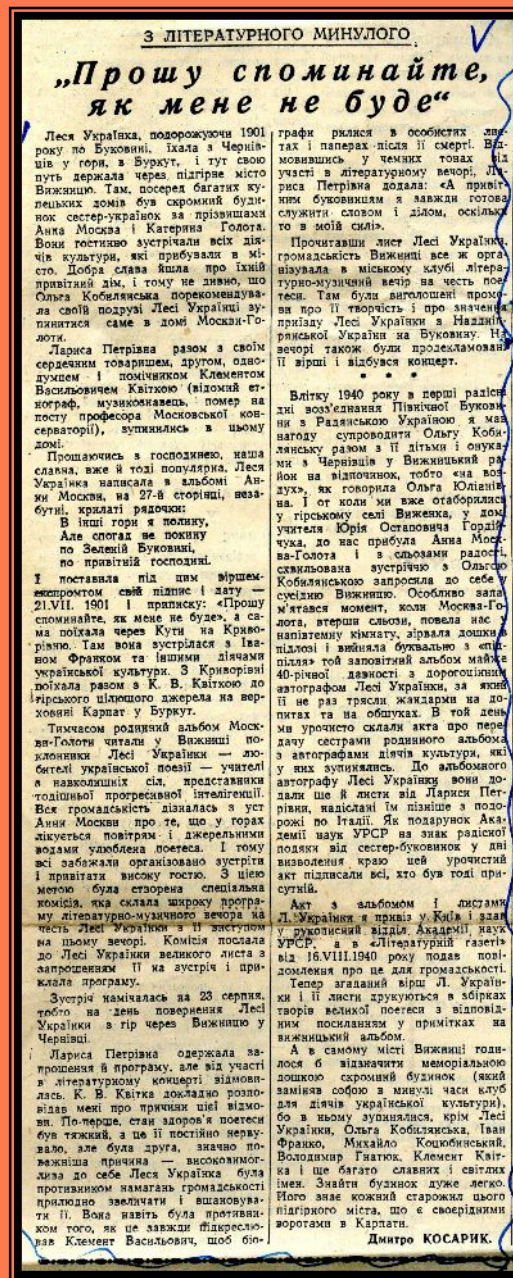 З ЛІТЕРАТУРНОГО МИНУЛОГО
„Прошу споминайте,
як мене не буде“
Леся Українка, подорожуючи 1901
року по Буковині, їхала з Чернів-
ців у гори, в Буркут, і тут свою
путь держала через підгірне місто
Вижницю. Там, посеред багатих ку-
пецьких домів був скромний буди-
нок сестер-українок за прізвищами
Анна Москва і Катерина Голота.
Вони гостинно зустрічали всіх дія-
чів культури, які прибували в мі-
сто. Добра слава йшла про їхній
привітний дім, і тому не дивно, що
Ольга Кобилянська порекомендува-
ла своїй подрузі Лесі Українці зу-
пинитися саме в домі Москви-Го-
лоти.
Лариса Петрівна разом з своїм
сердечним товаришем, другом, одно-
думцем і помічником Климентом
Васильовичем Квіткою (відомий ет-
нограф, музикознавець, помер на
посту професора Московської кон-
серваторії), зупинились в цьому
домі.
Прощаючись з господинею, наша
славна, вже й тоді популярна, Леся
Українка написала в альбомі Ан-
ни Москви, на 27-й сторінці, неза-
бутні, крилаті рядочки:
В інші гори я полину,
Але спогад не покину
по Зеленій Буковині,
по привітній господині.
І поставила під цим віршем-
експромтом свій підпис і дату —
21.VII. 1901 і приписку: «Прошу
споминайте, як мене не буде», а са-
ма поїхала через Кути на Криво-
рівню. Там вона зустрілася з Іва-
ном Франком та іншими діячами
української культури. З Криворівні
поїхала разом з К. В. Квіткою до
гірського цілющого джерела на вер-
ховині Карпат у Буркут.
Тимчасом родинний альбом Моск-
ви-Голоти читали у Вижниці по-
клонники Лесі Українки — лю-
бителі української поезії — учителі
з навколишніх сіл, представники
тодішньої прогресивної інтелігенції.
Вся громадськість дізналась з уст
Анни Москви про те, що у горах
лікується повітрям і джерельними
водами улюблена поетеса. І тому
всі забажали організовано зустріти
і привітати високу гостю. З цією
метою була створена спеціальна
комісія, яка склала широку програ-
му літературно-музичного вечора на
честь Лесі Українки з її виступом
на цьому вечорі. Комісія послала
до Лесі Українки великого листа з
запрошенням її на зустріч і при-
клала програму.
Зустріч намічалась на 23 серпня,
тобто на день повернення Лесі
Українки з гір через Вижницю у
Чернівці.
Лариса Петрівна одержала за-
прошення й програму, але від участі
в літературному концерті відмови-
лась. К. В. Квітка докладно розпо-
відав мені про причини цієї відмо-
ви. По-перше, стан здоров'я поетеси
був тяжкий, а це її постійно нерву-
вало, але була друга, значно по-
важніша причина — високовимог-
лива до себе Леся Українка була
противником намагань громадськості
прилюдно звеличати і вшановува-
ти її. Вона навіть була противни-
ком того, як це завжди підкреслю-
вав Климент Васильович, щоб біо-
графи рилися в особистих лис-
тах і паперах після її смерті. Від-
мовившись у чемних тонах від
участі в літературному вечорі, Ла-
риса Петрівна додала: «А привіт-
ним буковинцям я завжди готова
служити словом і ділом, оскіль-
то в моїй силі».
Прочитавши лист Лесі Українки,
громадськість Вижниці все ж ор-
ганізувала в міському клубі літера-
турно-музичний вечір на честь по-
етеси. Там були виголошені промо-
ви про її творчість і про значення
приїзду Лесі Українки з Наддніп-
рянської України на Буковину. На
вечорі також були продекламовані
її вірші і відбувся концерт.
* * *
Влітку 1940 року в перші радісні
дні возз'єднання Північної Букови-
ни з Радянською Україною я мав
нагоду супроводити Ольгу Коби-
лянську разом з її дітьми і онука-
ми з Чернівців у Вижницький ра-
йон на відпочинок, тобто «на воз-
дух», як говорила Ольга Юліанів-
на. І от коли ми вже отаборились
у гірському селі Виженка, у домі
учителя Юрія Остаповича Гордій-
чука, до нас прибула Анна Моск-
ва-Голота і з сльозами радості,
схвильована зустріччю з Ольгою
Кобилянською запросила до себе у
сусідню Вижницю. Особливо запа-
м'ятався момент, коли Москва-Го-
лота, втерши сльози, повела нас у
напівтемну кімнату, зірвала дошки в
підлозі і вийняла буквально з «під-
пілля» той заповітний альбом майже
40-річної давності з дорогоцінним
автографом Лесі Українки, за який
її не раз трясли жандарми на до-
питах та на обшуках. В той день
ми урочисто склали акта про пере-
дачу сестрами родинного альбома
з автографами діячів культури, які
у них зупинялись. До альбомного
автографу Лесі Українки вони до-
дали ще й листи від Лариси Пет-
рівни, надіслані їм пізніше з подо-
рожі по Італії. Як подарунок Ака-
демії наук УРСР на знак радісної
подяки від сестер-буковинок у дні
визволення краю цей урочистий
акт підписали всі, хто був тоді при-
сутній.
Акт з альбомом і листами
Л. Українки я привіз у Київ і здав
у рукописний відділ Академії наук
УРСР, а в «Літературній газеті»
від 16.VIII.1940 року подав пові-
домлення про це для громадськості.
Тепер згаданий вірш Л. Україн-
ки і її листи друкуються в збірках
творів великої поетеси з відповід-
ним посиланням у примітках на
вижницький альбом.
А в самому місті Вижниці годи-
лося б відзначити меморіальною
дошкою скромний будинок (який
заміняв собою в минулі часи клуб
для діячів української культури),
бо в ньому зупинялися, крім Лесі
Українки, Ольга Кобилянська, Іван
Франко, Михайло Коцюбинський,
Володимир Гнатюк, Климент Квіт-
ка і ще багато славних і світлих
імен. Знайти будинок дуже легко.
Його знає кожний старожил цього
підгірного міста, що є своєрідними
воротами в Карпати.
Дмитро КОСАРИК.